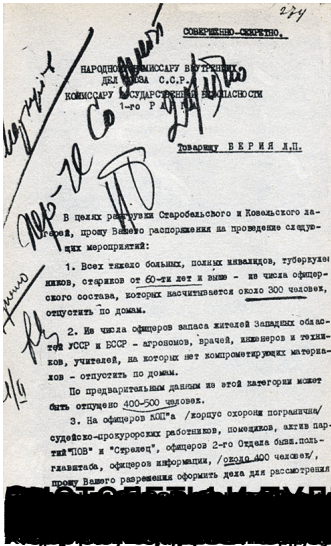 274
СОВЕРШЕННО-СЕКРЕТНО.
НАРОДНОМУ КОМИССАРУ ВНУТРЕННИХ
ДЕЛ СОЮЗА С.С.Р.
КОМИССАРУ ГОСУДАРСТВЕННОЙ БЕЗОПАСНОСТИ
1-го РАНГА
Товарищу БЕРИЯ Л.П.
В целях разгрузки Старобельского и Козельского ла-
герей, прошу Вашего распоряжения на проведение следую-
щих мероприятий:
1. Всех тяжело больных, полных инвалидов, туберкулез
ников, стариков от 60-ти лет и выше - из числа офицер-
ского состава, которых насчитывается около 300 человек,
отпустить по домам.
2. Из числа офицеров запаса жителей Западных облас-
тей УССР и БССР - агрономов, врачей, инженеров и техни-
ков, учителей, на которых нет компрометирующих материа-
лов - отпустить по домам.
По предварительным данным из этой категории может
быть отпущено 400-500 человек.
3. На офицеров КОП'а /корпус охорони погранична/
судейско-прокурорских работников, помещиков, актив пар-
тий "ПОВ" и "Стрелец", офицеров 2-го Отдела бывш.поль-
главштаба, офицеров информации, /около 400 человек/,
прошу Вашего разрешения оформить дела для рассмотрения